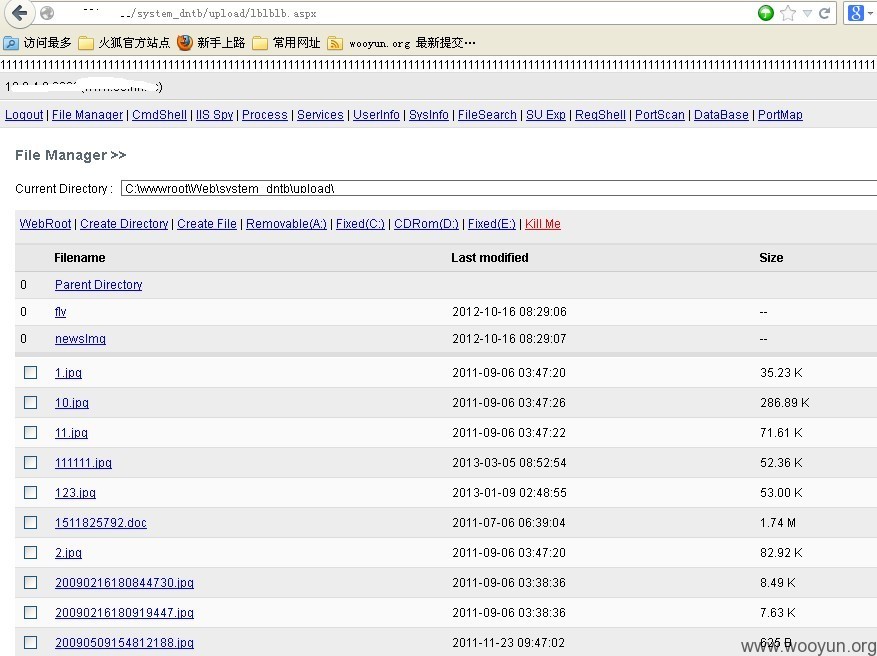 /system_dntb/upload/lblblb.aspx
访问最多 火狐官方站点 新手上路 常用网址 wooyun.org 最新提交…
Logout | File Manager | CmdShell | IIS Spy | Process | Services | UserInfo | SysInfo | FileSearch | SU Exp | RegShell | PortScan | DataBase | PortMap
File Manager >>
Current Directory : C:\wwwroot\Web\system_dntb\upload\
WebRoot | Create Directory | Create File | Removable(A:) | Fixed(C:) | CDRom(D:) | Fixed(E:) | Kill Me
Filename Last modified Size
0 Parent Directory
0 flv 2012-10-16 08:29:06 --
0 newsImg 2012-10-16 08:29:07 --
1.jpg 2011-09-06 03:47:20 35.23 K
10.jpg 2011-09-06 03:47:26 286.89 K
11.jpg 2011-09-06 03:47:22 71.61 K
111111.jpg 2013-03-05 08:52:54 52.36 K
123.jpg 2013-01-09 02:48:55 53.00 K
1511825792.doc 2011-07-06 06:39:04 1.74 M
2.jpg 2011-09-06 03:47:20 82.92 K
20090216180844730.jpg 2011-09-06 03:38:36 8.49 K
20090216180919447.jpg 2011-09-06 03:38:36 7.63 K
20090509154812188.jpg 2011-11-23 09:47:02 625 B
www.wooyun.org